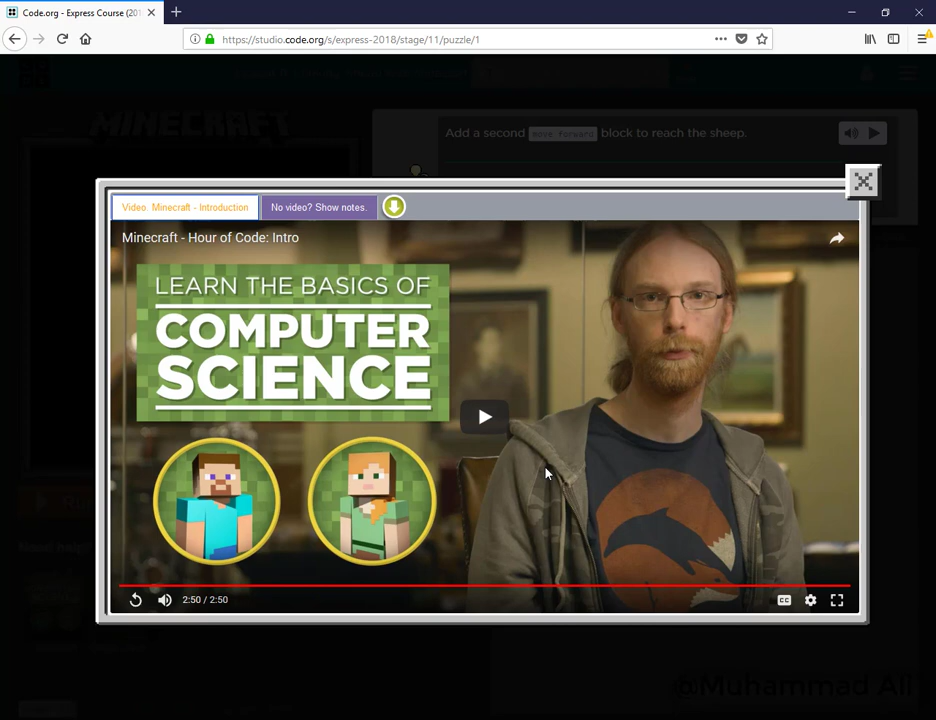 Code.org - Express Course (201
https://studio.code.org/s/express-2018/stage/11/puzzle/1
MINECRAFT
Add a second move forward block to reach the sheep.
Video: Minecraft - Introduction
No video? Show notes.
Minecraft - Hour of Code: Intro
LEARN THE BASICS OF
COMPUTER
SCIENCE
2:50 / 2:50
CC
@Muhammad Ali